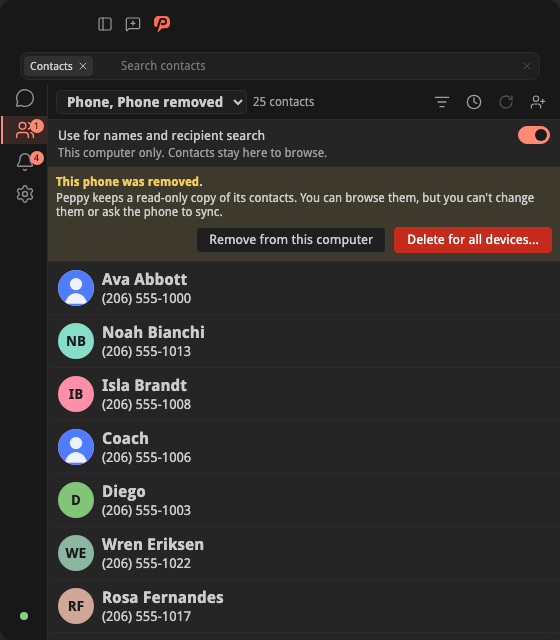 Contacts ×
Search contacts
Phone, Phone removed
25 contacts
1
4
Use for names and recipient search
This computer only. Contacts stay here to browse.
This phone was removed.
Peppy keeps a read-only copy of its contacts. You can browse them, but you can't change
them or ask the phone to sync.
Remove from this computer
Delete for all devices...
Ava Abbott
(206) 555-1000
NB
Noah Bianchi
(206) 555-1013
IB
Isla Brandt
(206) 555-1008
Coach
(206) 555-1006
D
Diego
(206) 555-1003
WE
Wren Eriksen
(206) 555-1022
RF
Rosa Fernandes
(206) 555-1017